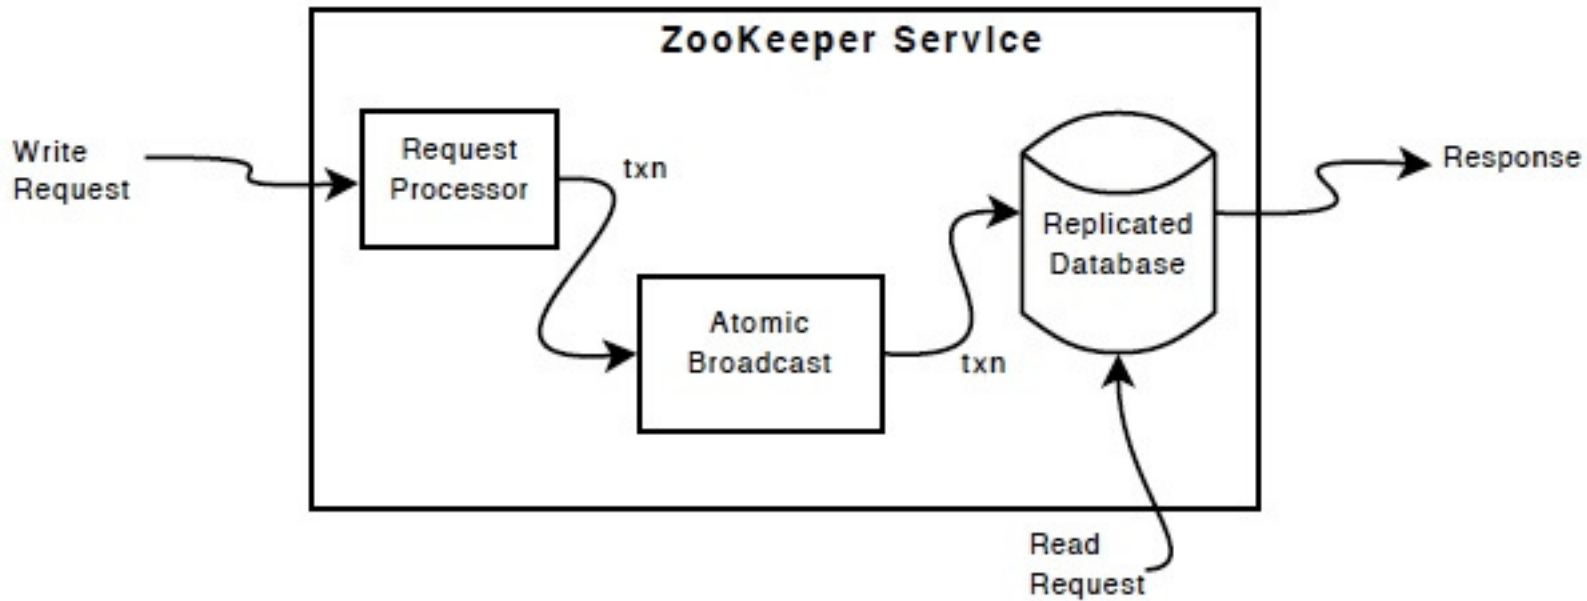 ZooKeeper Service
Write
Request
Request
Processor
txn
Atomic
Broadcast
txn
Replicated
Database
Response
Read
Request